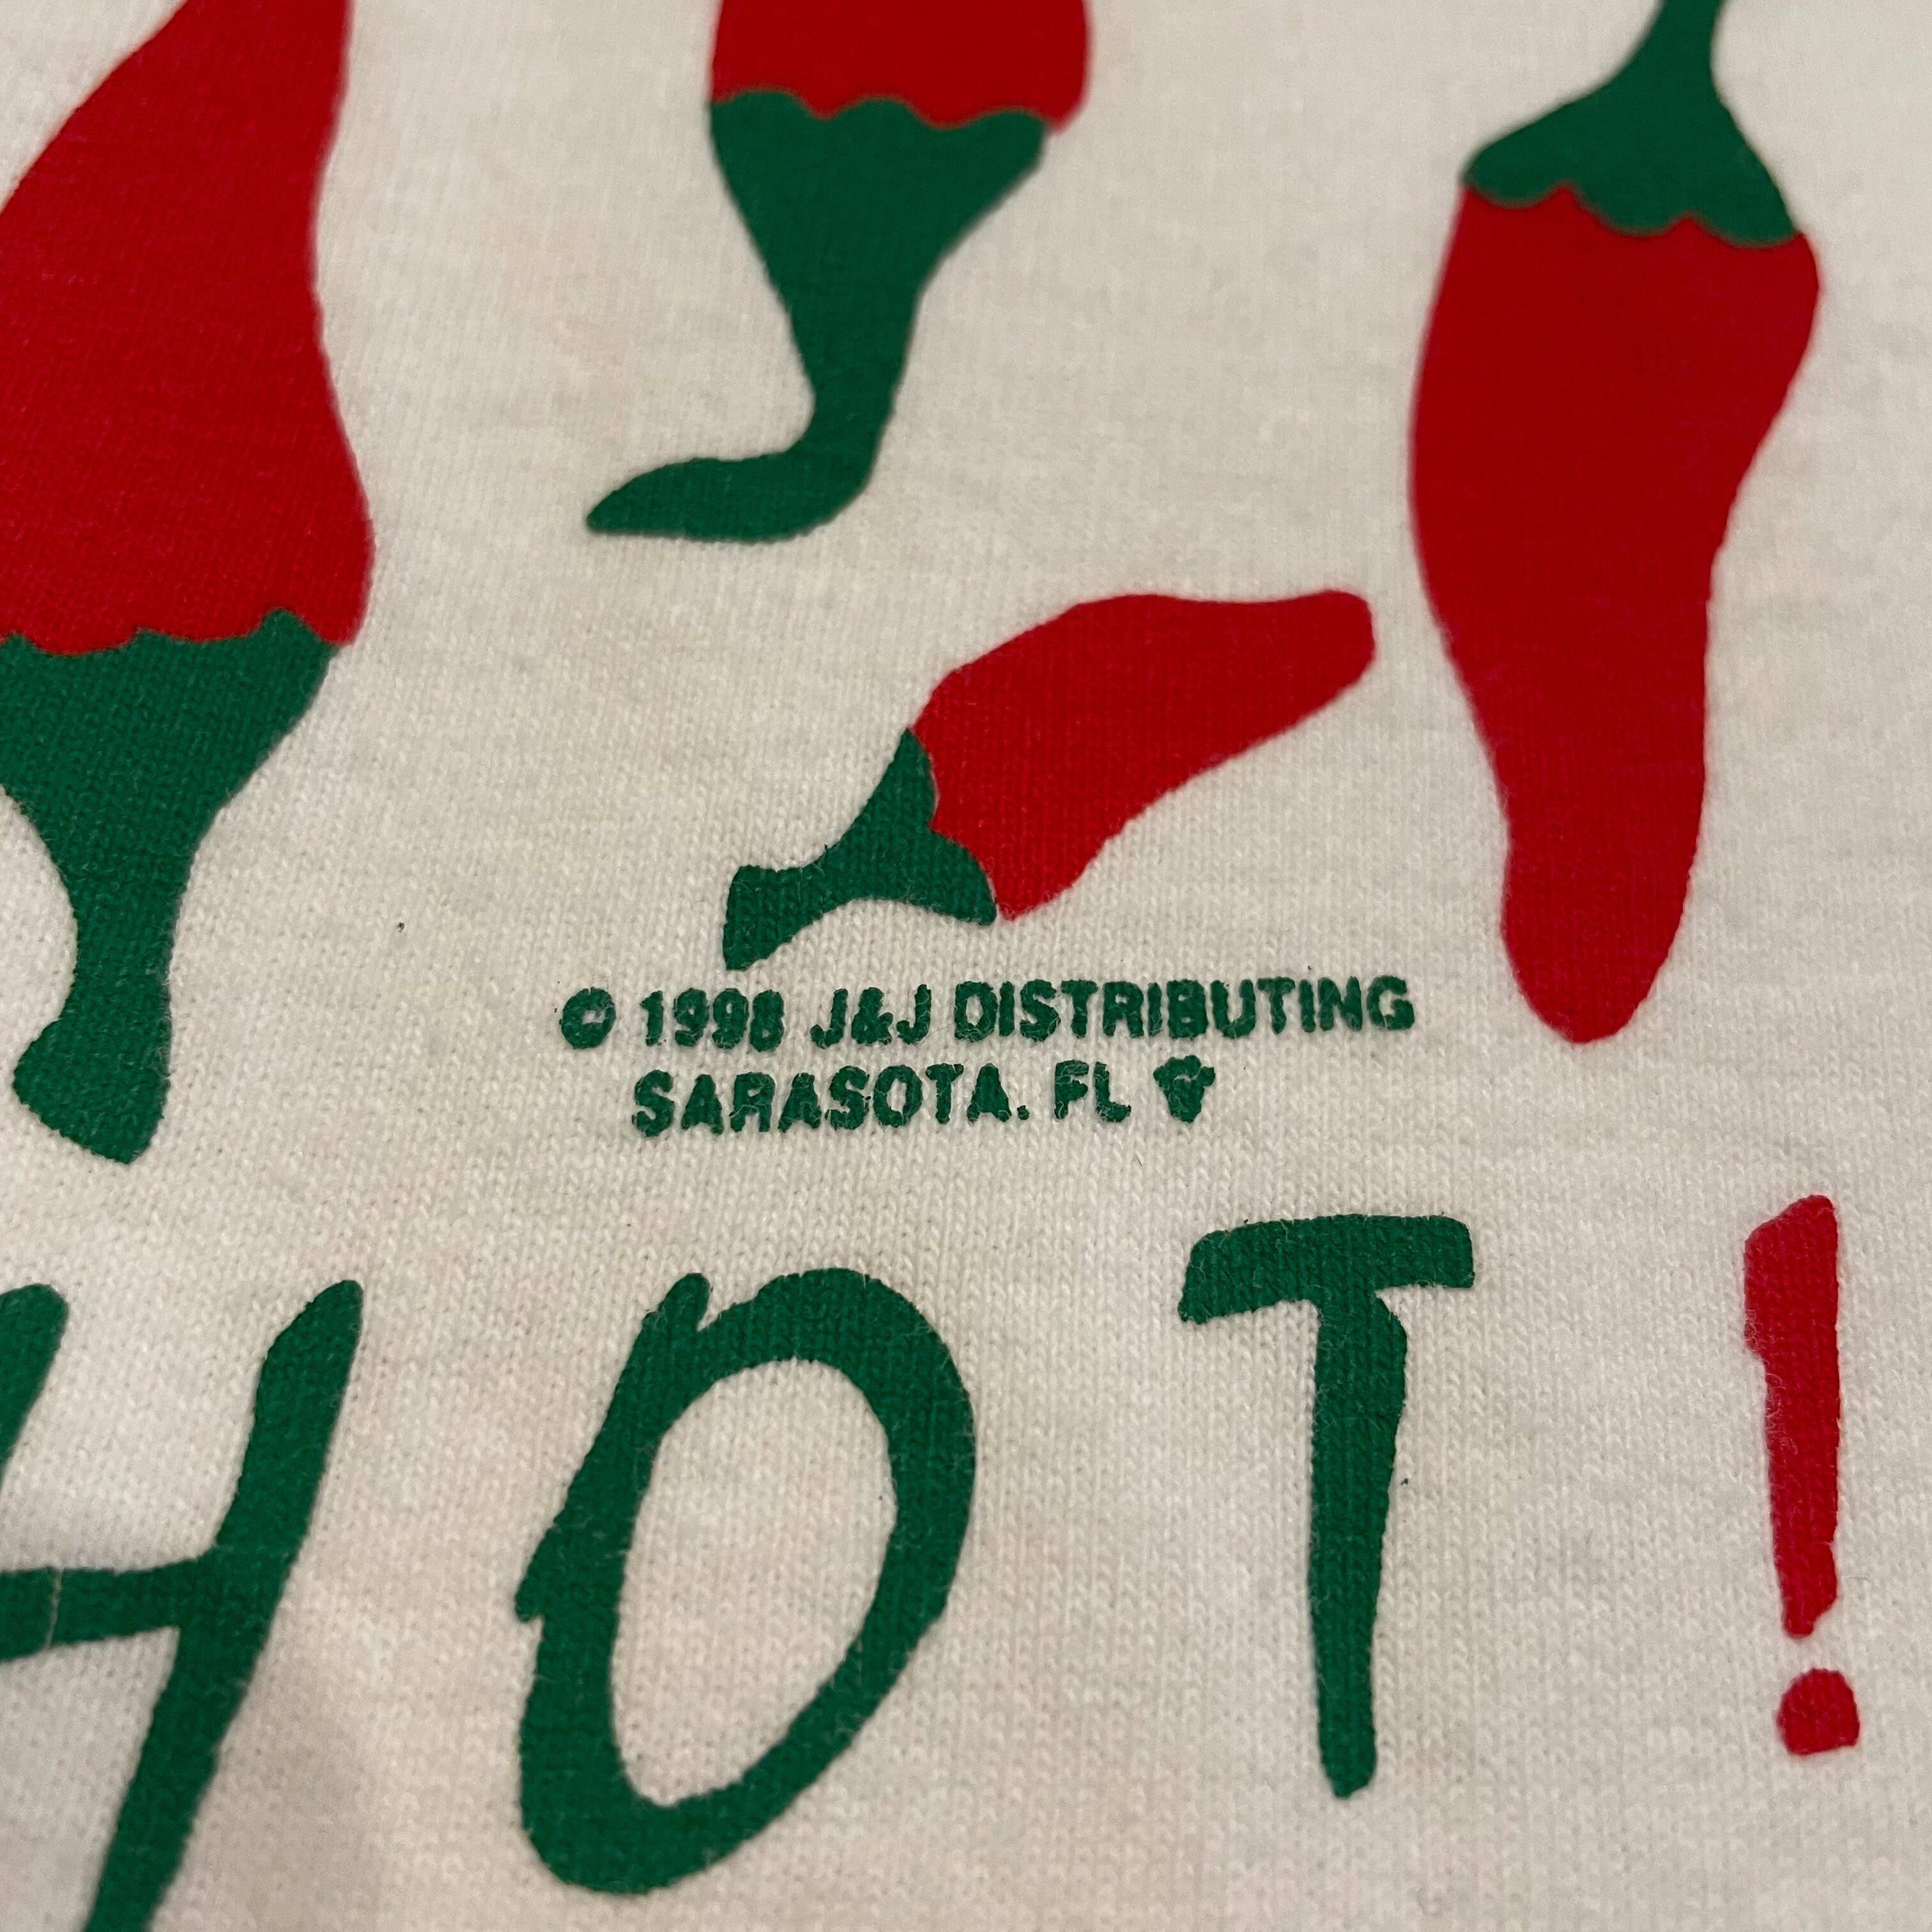 © 1998 J&J DISTRIBUTING
SARASOTA. FL
HOT!